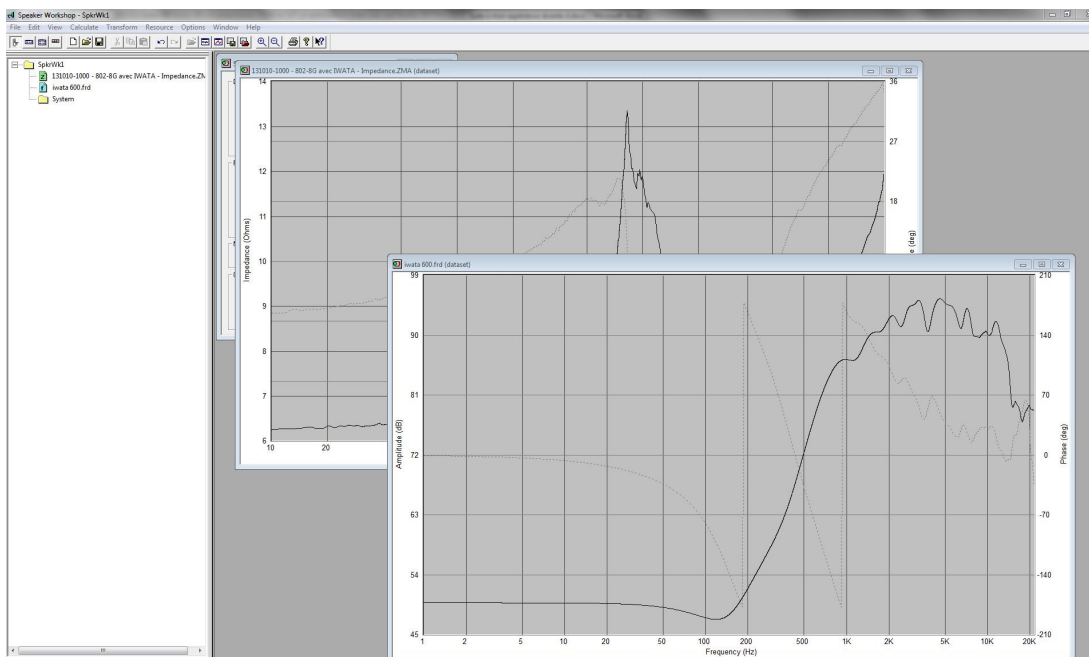 Speaker Workshop - SpkrWk1
File Edit View Calculate Transform Resource Options Window Help
SpkrWk1
131010-1000 - 802-8G avec IWATA - Impedance.ZM
iwata 600.frd
System
131010-1000 - 802-8G avec IWATA - Impedance.ZMA (dataset)
14 36
13 27
12
11 18
10
9
8
7
6
10 20
Impedance (Ohms)
e (deg)
iwata 600.frd (dataset)
99 210
90 140
81 70
72 0
63 -70
54 -140
45 -210
Amplitude (dB)
Phase (deg)
1 2 5 10 20 50 100 200 500 1K 2K 5K 10K 20K
Frequency (Hz)